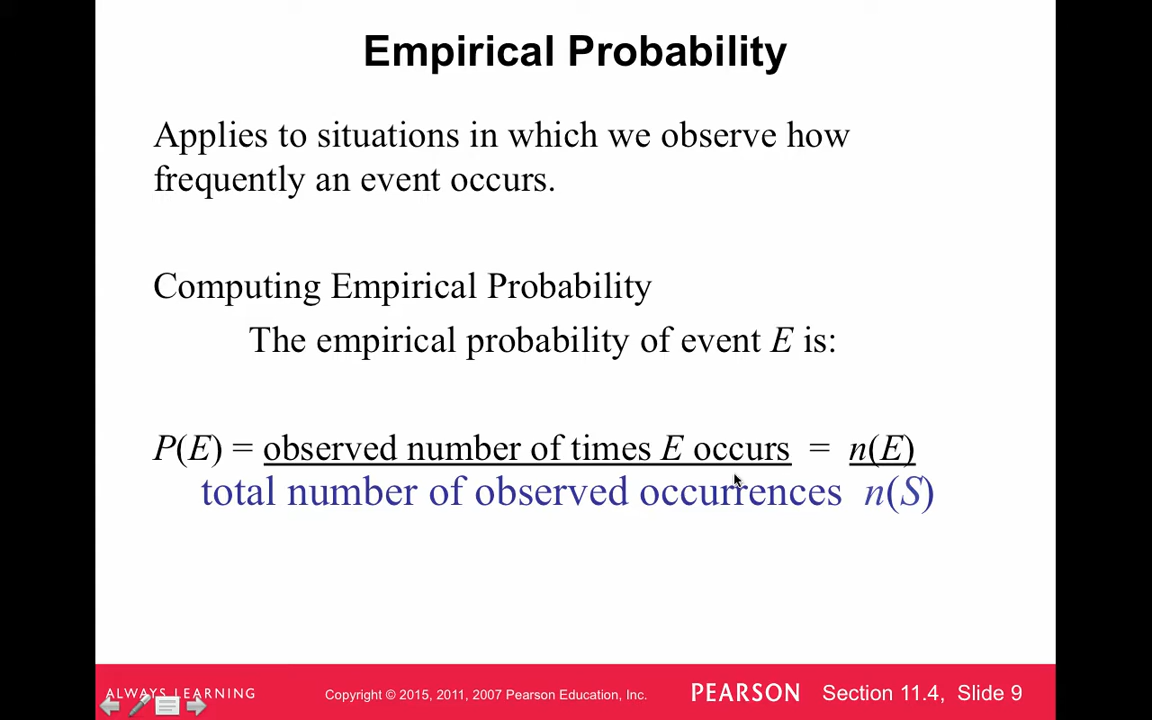 Empirical Probability
Applies to situations in which we observe how
frequently an event occurs.
Computing Empirical Probability
The empirical probability of event E is:
P(E) = observed number of times E occurs = n(E)
total number of observed occurrences n(S)
ALWAYS LEARNING Copyright © 2015, 2011, 2007 Pearson Education, Inc. PEARSON Section 11.4, Slide 9